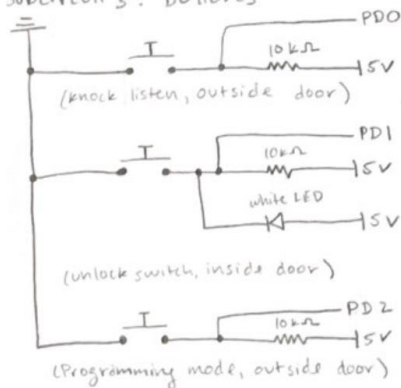 PD0
10kΩ
5V
(knock listen, outside door)
PD1
10kΩ
5V
white LED
5V
(unlock switch, inside door)
PD2
10kΩ
5V
(Programming mode, outside door)